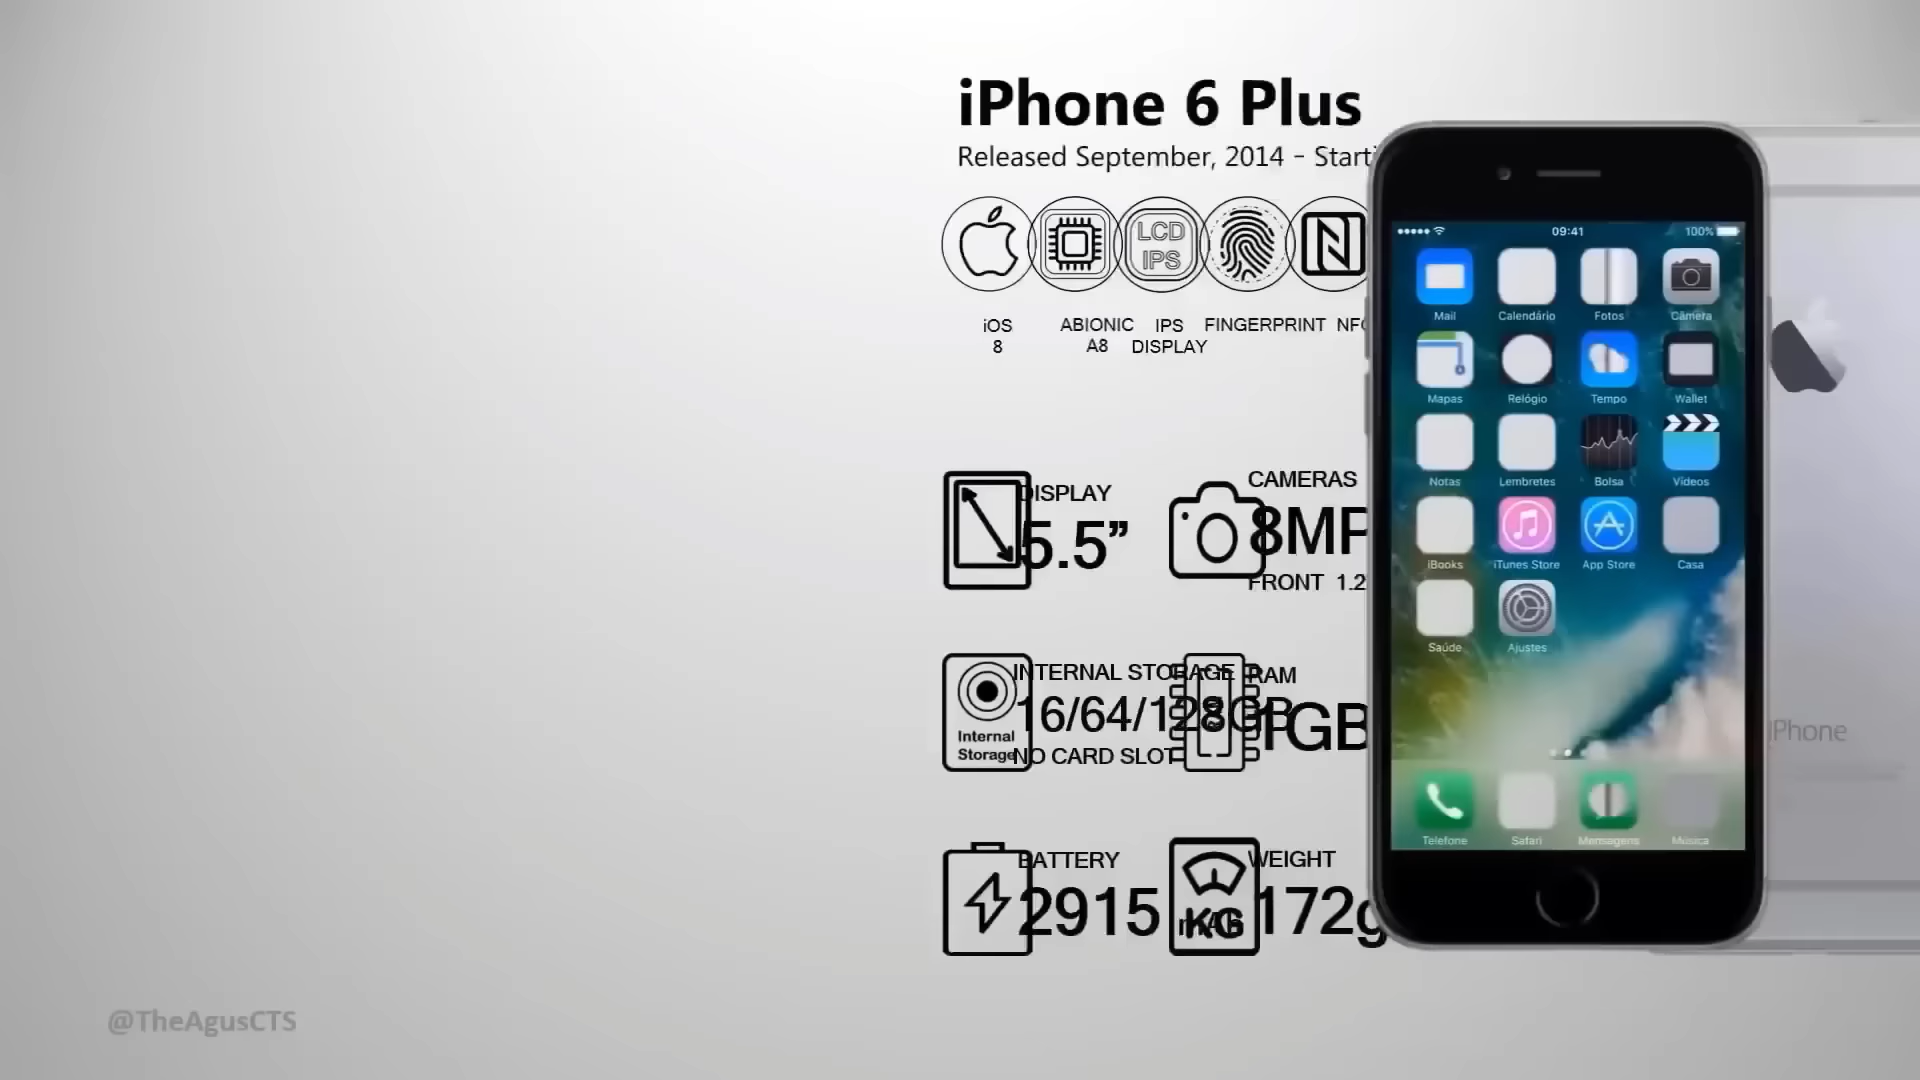 iPhone 6 Plus
Released September, 2014 - Starti
LCD
IPS
iOS
8
ABIONIC
A8
IPS
DISPLAY
FINGERPRINT
NFC
DISPLAY
5.5”
CAMERAS
8MP
FRONT 1.2
Internal
Storage
INTERNAL STORAGE
16/64/128GB
NO CARD SLOT
RAM
1GB
BATTERY
2915
mAh
KG
WEIGHT
172g
09:41
100%
Mail
Calendário
Fotos
Câmera
Mapas
Relógio
Tempo
Wallet
Notas
Lembretes
Bolsa
Vídeos
iBooks
iTunes Store
App Store
Casa
Saúde
Ajustes
Telefone
Safari
Mensagens
Música
iPhone
@TheAgusCTS